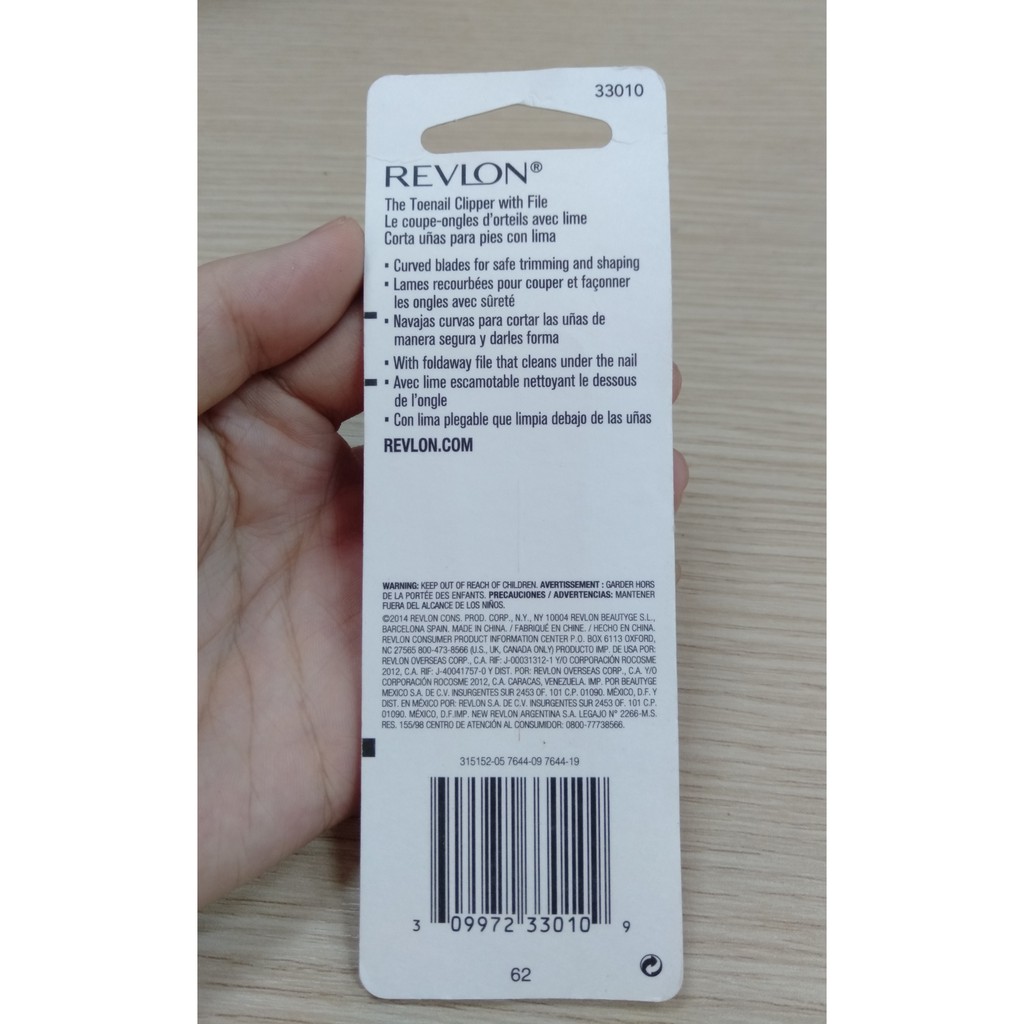 33010
REVLON®
The Toenail Clipper with File
Le coupe-ongles d'orteils avec lime
Corta uñas para pies con lima
▪ Curved blades for safe trimming and shaping
▪ Lames recourbées pour couper et façonner
les ongles avec sûreté
▪ Navajas curvas para cortar las uñas de
manera segura y darles forma
▪ With foldaway file that cleans under the nail
▪ Avec lime escamotable nettoyant le dessous
de l'ongle
▪ Con lima plegable que limpia debajo de las uñas
REVLON.COM
WARNING: KEEP OUT OF REACH OF CHILDREN. AVERTISSEMENT : GARDER HORS
DE LA PORTÉE DES ENFANTS. PRECAUCIONES / ADVERTENCIAS: MANTENER
FUERA DEL ALCANCE DE LOS NIÑOS.
©2014 REVLON CONS. PROD. CORP., N.Y., NY 10004 REVLON BEAUTYGE S.L.,
BARCELONA SPAIN. MADE IN CHINA. / FABRIQUÉ EN CHINE. / HECHO EN CHINA.
REVLON CONSUMER PRODUCT INFORMATION CENTER P.O. BOX 6113 OXFORD,
NC 27565 800-473-8566 (U.S., UK, CANADA ONLY) PRODUCTO IMP. DE USA POR:
REVLON OVERSEAS CORP., C.A. RIF: J-00031312-1 Y/O CORPORACIÓN ROCOSME
2012, C.A. RIF: J-40041757-0 Y DIST. POR: REVLON OVERSEAS CORP., C.A. Y/O
CORPORACIÓN ROCOSME 2012, C.A. CARACAS, VENEZUELA. IMP. POR BEAUTYGE
MEXICO S.A. DE C.V. INSURGENTES SUR 2453 OF. 101 C.P. 01090. MÉXICO, D.F. Y
DIST. EN MÉXICO POR: REVLON S.A. DE C.V. INSURGENTES SUR 2453 OF. 101 C.P.
01090. MÉXICO, D.F.IMP. NEW REVLON ARGENTINA S.A. LEGAJO N° 2266-M.S.
RES. 155/98 CENTRO DE ATENCIÓN AL CONSUMIDOR: 0800-77738566.
315152-05 7644-09 7644-19
3 09972 33010 9
62